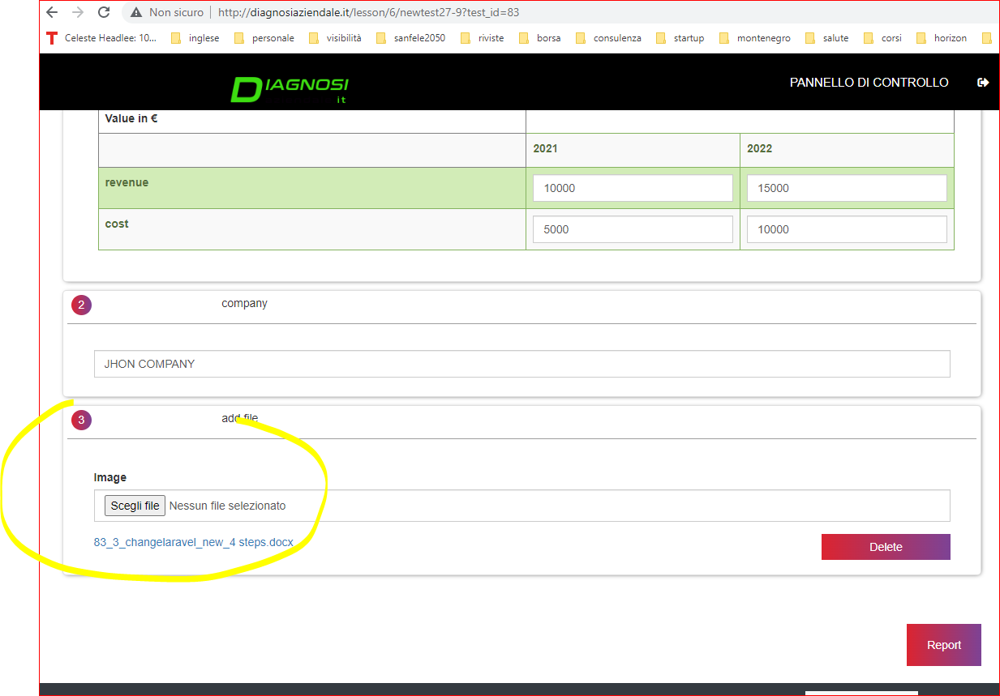 Non sicuro http://diagnosiaziendale.it/lesson/6/newtest27-9?test_id=83
Celeste Headlee: 10... inglese personale visibilità sanfele2050 riviste borsa consulenza startup montenegro salute corsi horizon
DIAGNOSI
it
PANNELLO DI CONTROLLO
Value in €
2021 2022
revenue 10000 15000
cost 5000 10000
2 company
JHON COMPANY
3 add file
Image
Scegli file Nessun file selezionato
83_3_changelaravel_new_4 steps.docx Delete
Report